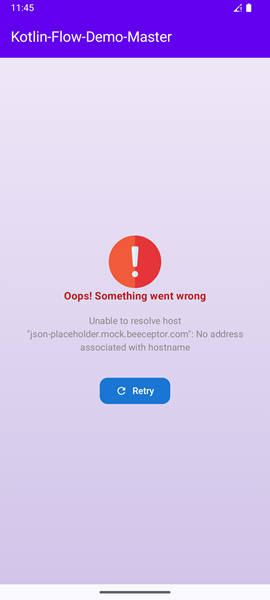 11:45
Kotlin-Flow-Demo-Master
Oops! Something went wrong
Unable to resolve host
"json-placeholder.mock.beeceptor.com": No address
associated with hostname
Retry